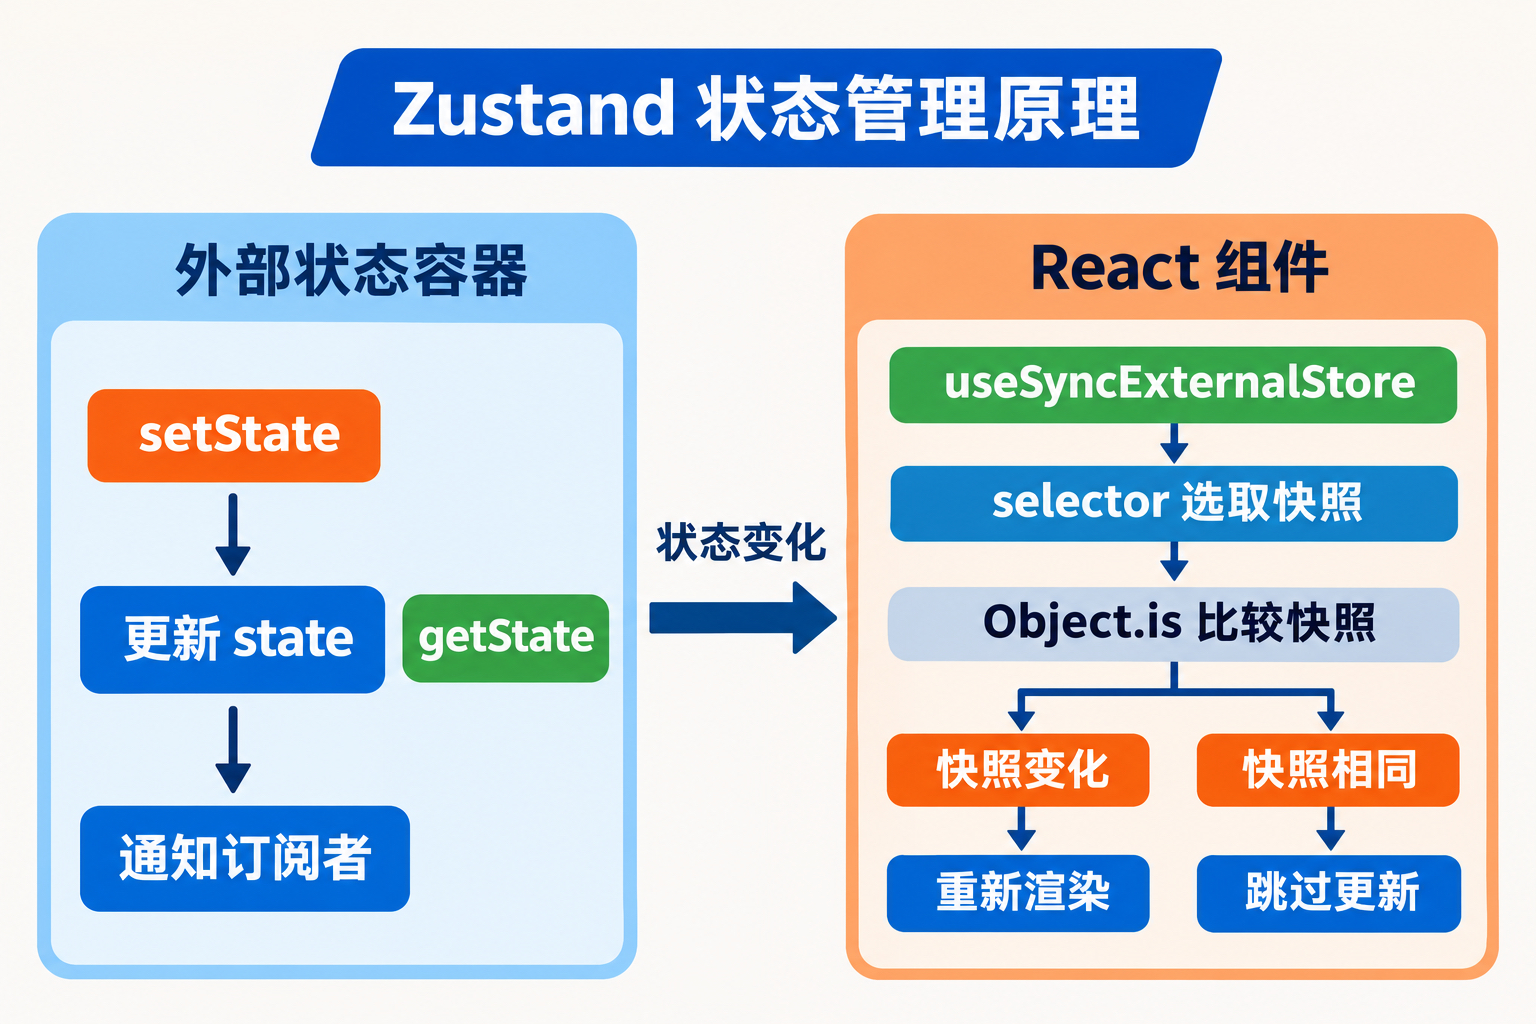 Zustand 状态管理原理
外部状态容器
setState
更新 state
getState
通知订阅者
状态变化
React 组件
useSyncExternalStore
selector 选取快照
Object.is 比较快照
快照变化
快照相同
重新渲染
跳过更新